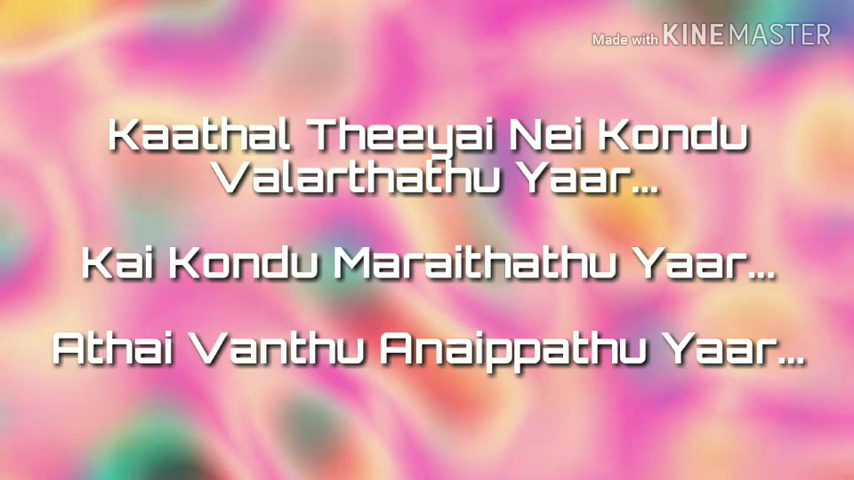 Made with KINEMASTER
Kaathal Theeyai Nei Kondu
Valarthathu Yaar...
Kai Kondu Maraithathu Yaar...
Athai Vanthu Anaippathu Yaar...